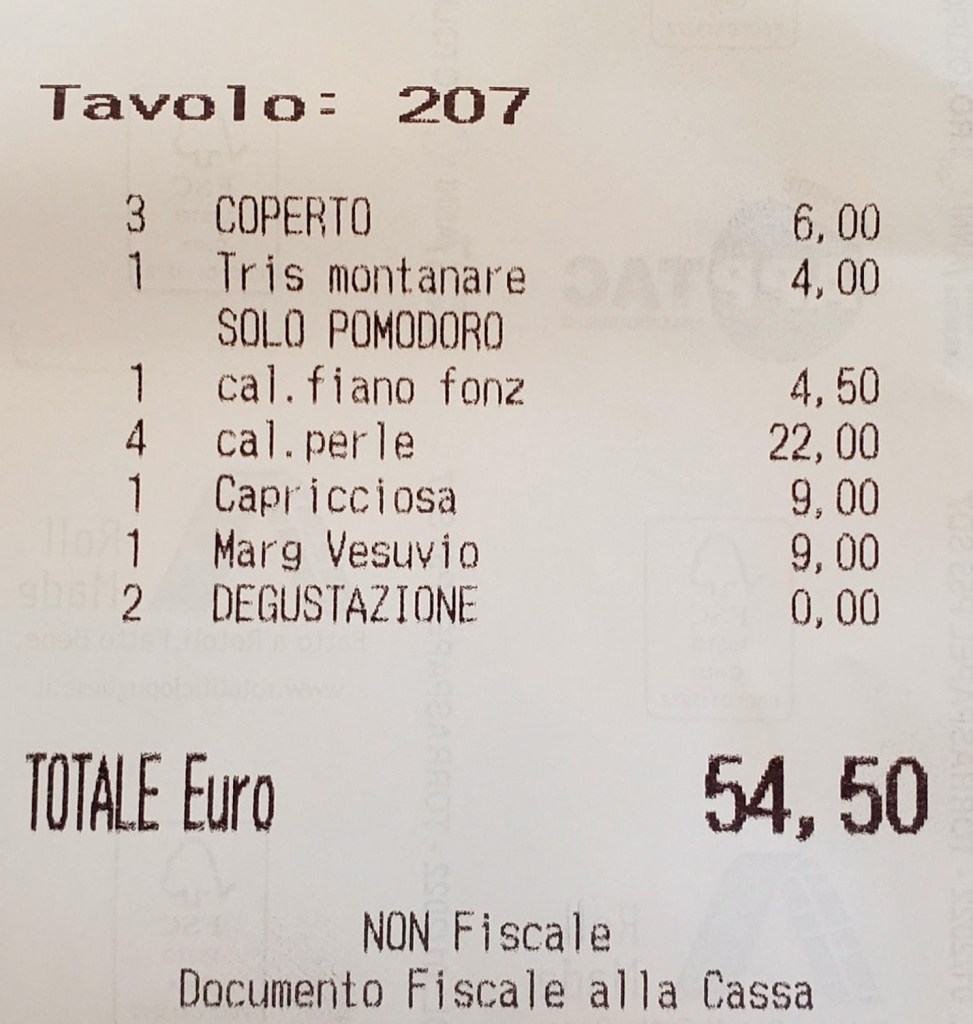 Tavolo: 207
3 COPERTO 6,00
1 Tris montanare 4,00
SOLO POMODORO
1 cal.fiano fonz 4,50
4 cal.perle 22,00
1 Capricciosa 9,00
1 Marg Vesuvio 9,00
2 DEGUSTAZIONE 0,00
TOTALE Euro 54,50
NON Fiscale
Documento Fiscale alla Cassa